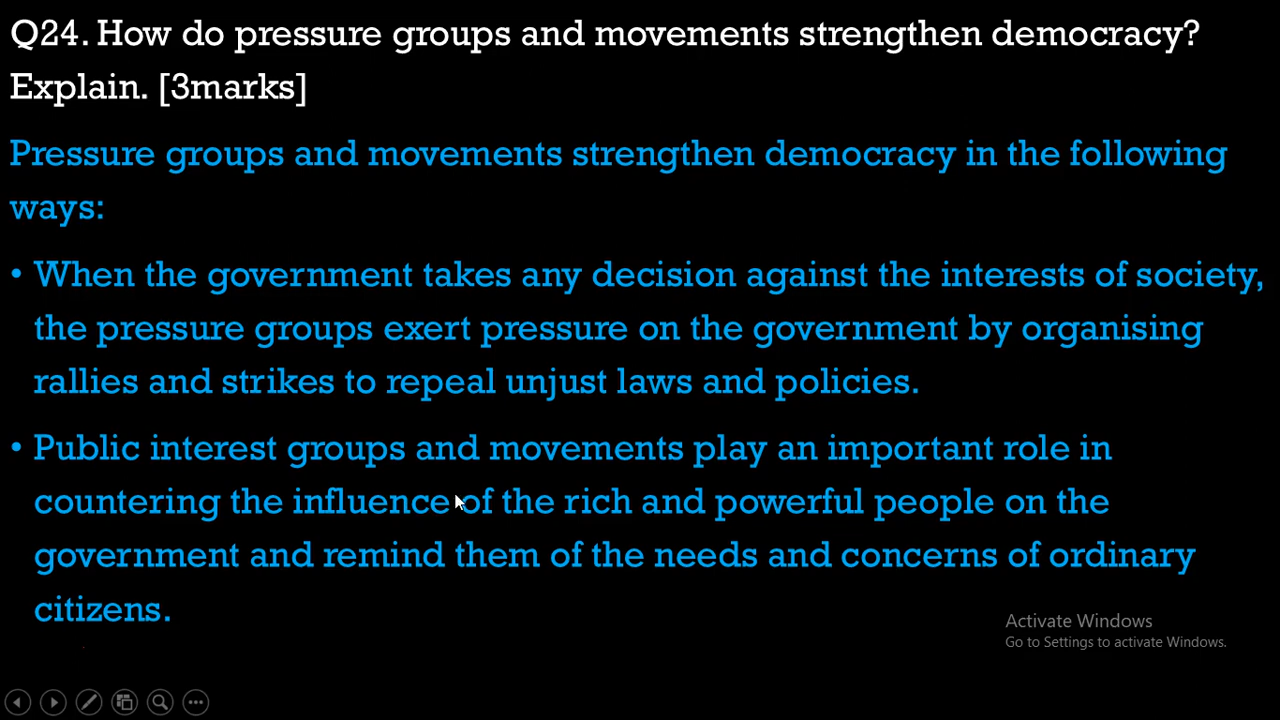 Q24. How do pressure groups and movements strengthen democracy?
Explain. [3marks]
Pressure groups and movements strengthen democracy in the following
ways:
• When the government takes any decision against the interests of society,
the pressure groups exert pressure on the government by organising
rallies and strikes to repeal unjust laws and policies.
• Public interest groups and movements play an important role in
countering the influence of the rich and powerful people on the
government and remind them of the needs and concerns of ordinary
citizens.
Activate Windows
Go to Settings to activate Windows.